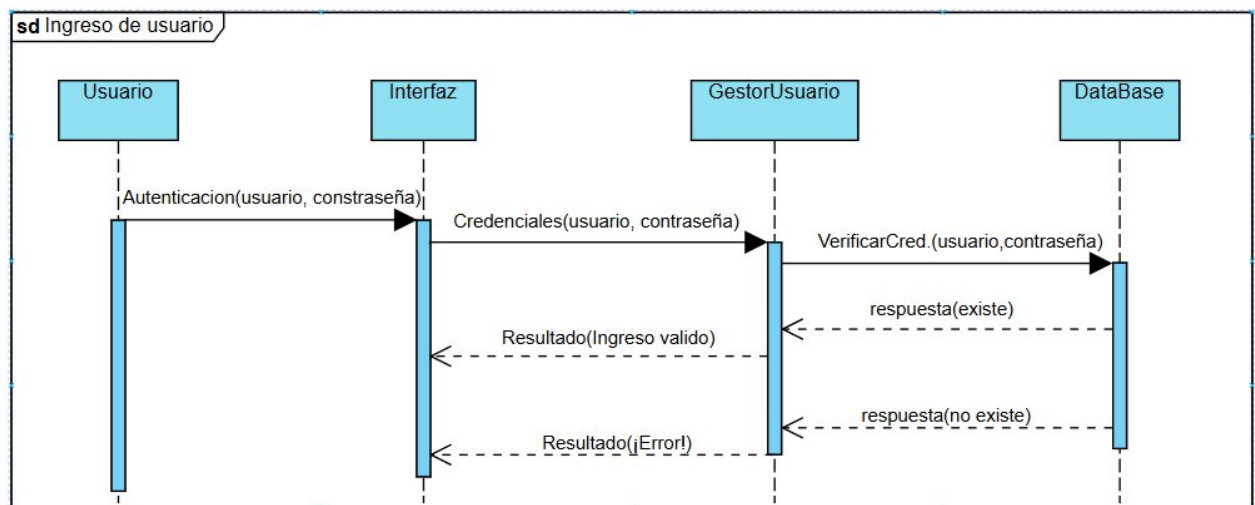 sd Ingreso de usuario
Usuario
Interfaz
GestorUsuario
DataBase
Autenticacion(usuario, constraseña)
Credenciales(usuario, contraseña)
VerificarCred.(usuario,contraseña)
respuesta(existe)
Resultado(Ingreso valido)
respuesta(no existe)
Resultado(¡Error!)